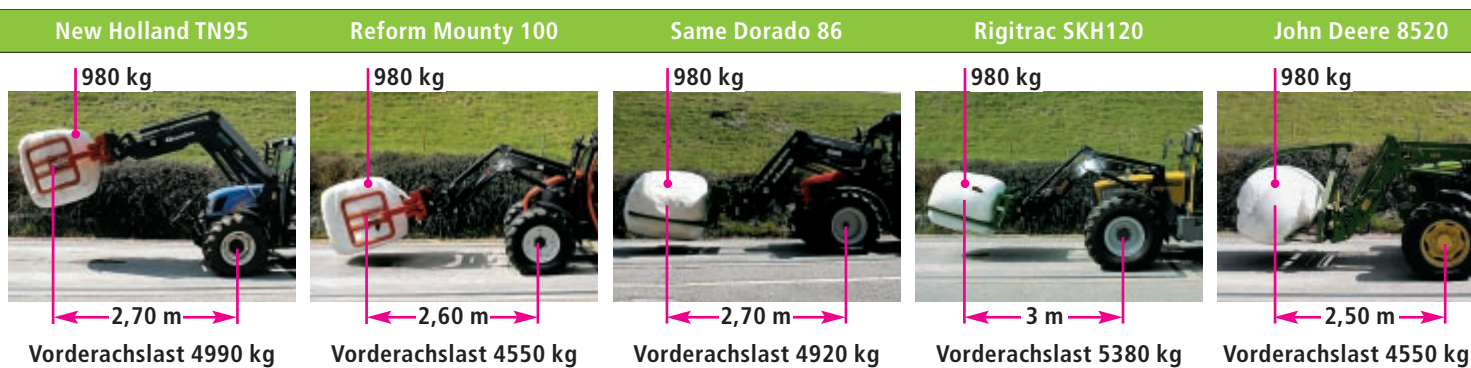 New Holland TN95
Reform Mounty 100
Same Dorado 86
Rigitrac SKH120
John Deere 8520
980 kg
980 kg
980 kg
980 kg
980 kg
2,70 m
2,60 m
2,70 m
3 m
2,50 m
Vorderachslast 4990 kg
Vorderachslast 4550 kg
Vorderachslast 4920 kg
Vorderachslast 5380 kg
Vorderachslast 4550 kg